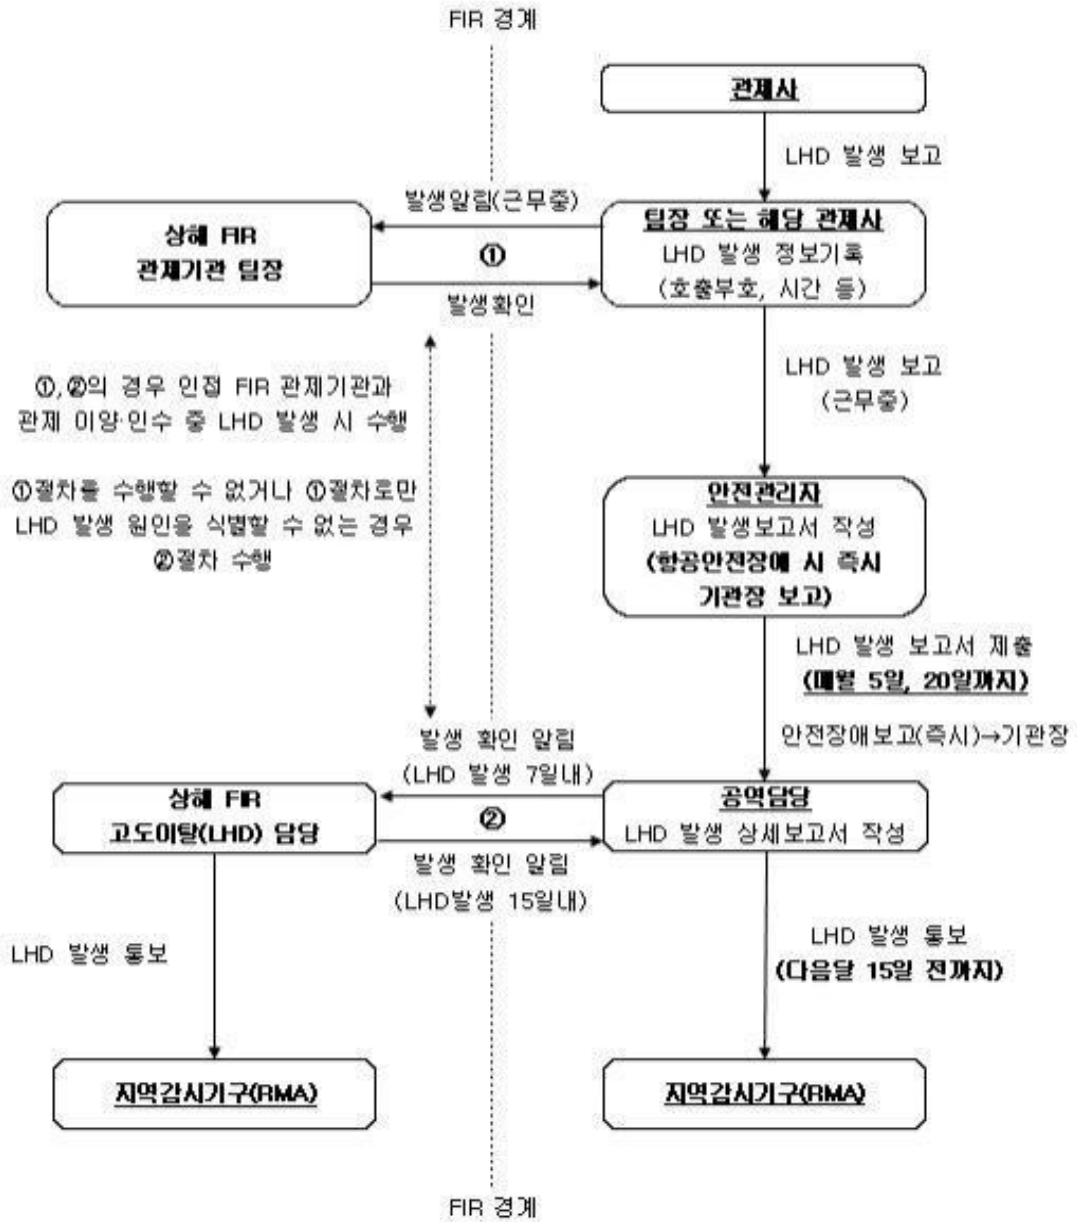 FIR 경계
관제사
LHD 발생 보고
발생알림(근무중)
상해 FIR
관제기관 팀장
①
팀장 또는 해당 관제사
LHD 발생 정보기록
(호출부호, 시간 등)
발생확인
LHD 발생 보고
(근무중)
①,②의 경우 인접 FIR 관제기관과
관제 이양·인수 중 LHD 발생 시 수행
①절차를 수행할 수 없거나 ①절차로만
LHD 발생 원인을 식별할 수 없는 경우
②절차 수행
안전관리자
LHD 발생보고서 작성
(항공안전장애 시 즉시
기관장 보고)
LHD 발생 보고서 제출
(매월 5일, 20일까지)
안전장애보고(즉시)→기관장
발생 확인 알림
(LHD 발생 7일내)
상해 FIR
고도이탈(LHD) 담당
②
공역담당
LHD 발생 상세보고서 작성
발생 확인 알림
(LHD발생 15일내)
LHD 발생 통보
LHD 발생 통보
(다음달 15일 전까지)
지역감시기구(RMA)
지역감시기구(RMA)
FIR 경계